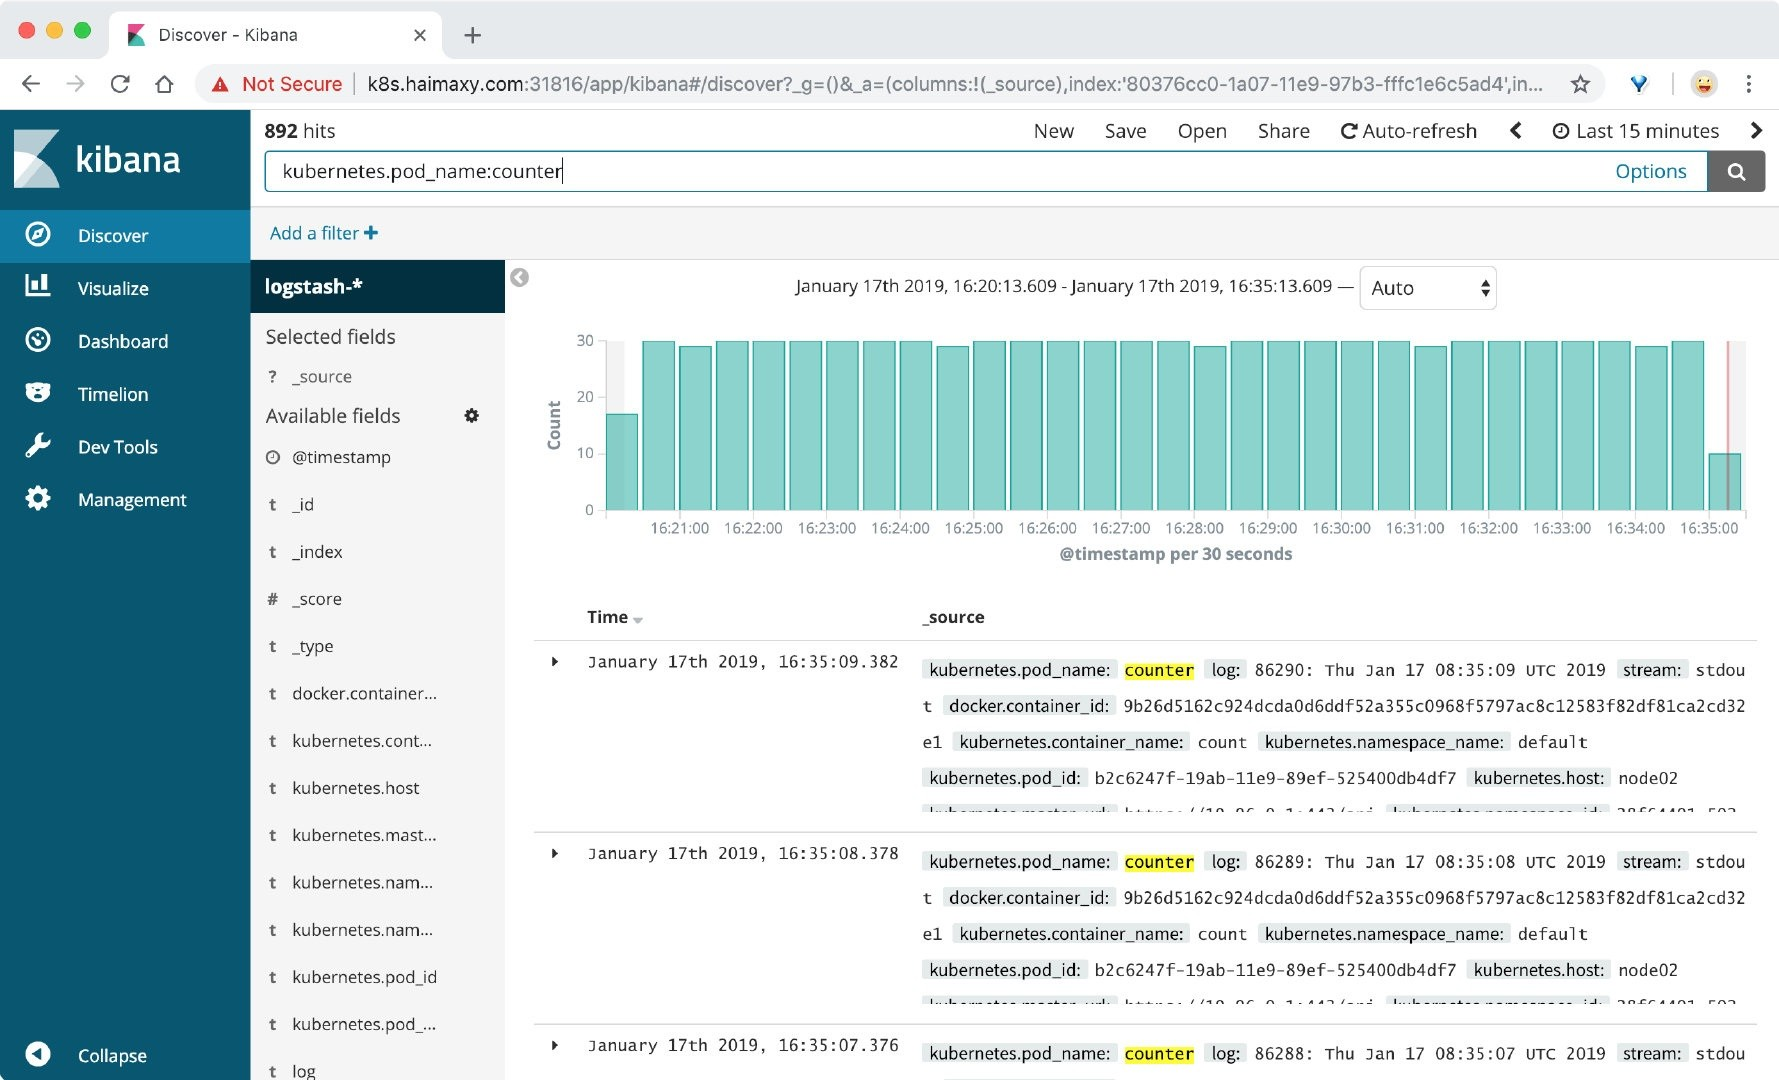 Discover - Kibana
Not Secure k8s.haimaxy.com:31816/app/kibana#/discover?_g=()&_a=(columns:!(_source),index:'80376cc0-1a07-11e9-97b3-fffc1e6c5ad4',in...
kibana
Discover
Visualize
Dashboard
Timelion
Dev Tools
Management
Collapse
892 hits
New Save Open Share Auto-refresh Last 15 minutes
kubernetes.pod_name:counter Options
Add a filter +
logstash-*
Selected fields
? _source
Available fields
@timestamp
t _id
t _index
# _score
t _type
t docker.container...
t kubernetes.cont...
t kubernetes.host
t kubernetes.mast...
t kubernetes.nam...
t kubernetes.nam...
t kubernetes.pod_id
t kubernetes.pod_...
t log
January 17th 2019, 16:20:13.609 - January 17th 2019, 16:35:13.609 — Auto
Count
30
20
10
0
16:21:00 16:22:00 16:23:00 16:24:00 16:25:00 16:26:00 16:27:00 16:28:00 16:29:00 16:30:00 16:31:00 16:32:00 16:33:00 16:34:00 16:35:00
@timestamp per 30 seconds
Time _source
January 17th 2019, 16:35:09.382
kubernetes.pod_name: counter log: 86290: Thu Jan 17 08:35:09 UTC 2019 stream: stdou
t docker.container_id: 9b26d5162c924dcda0d6ddf52a355c0968f5797ac8c12583f82df81ca2cd32
e1 kubernetes.container_name: count kubernetes.namespace_name: default
kubernetes.pod_id: b2c6247f-19ab-11e9-89ef-525400db4df7 kubernetes.host: node02
January 17th 2019, 16:35:08.378
kubernetes.pod_name: counter log: 86289: Thu Jan 17 08:35:08 UTC 2019 stream: stdou
t docker.container_id: 9b26d5162c924dcda0d6ddf52a355c0968f5797ac8c12583f82df81ca2cd32
e1 kubernetes.container_name: count kubernetes.namespace_name: default
kubernetes.pod_id: b2c6247f-19ab-11e9-89ef-525400db4df7 kubernetes.host: node02
January 17th 2019, 16:35:07.376
kubernetes.pod_name: counter log: 86288: Thu Jan 17 08:35:07 UTC 2019 stream: stdou